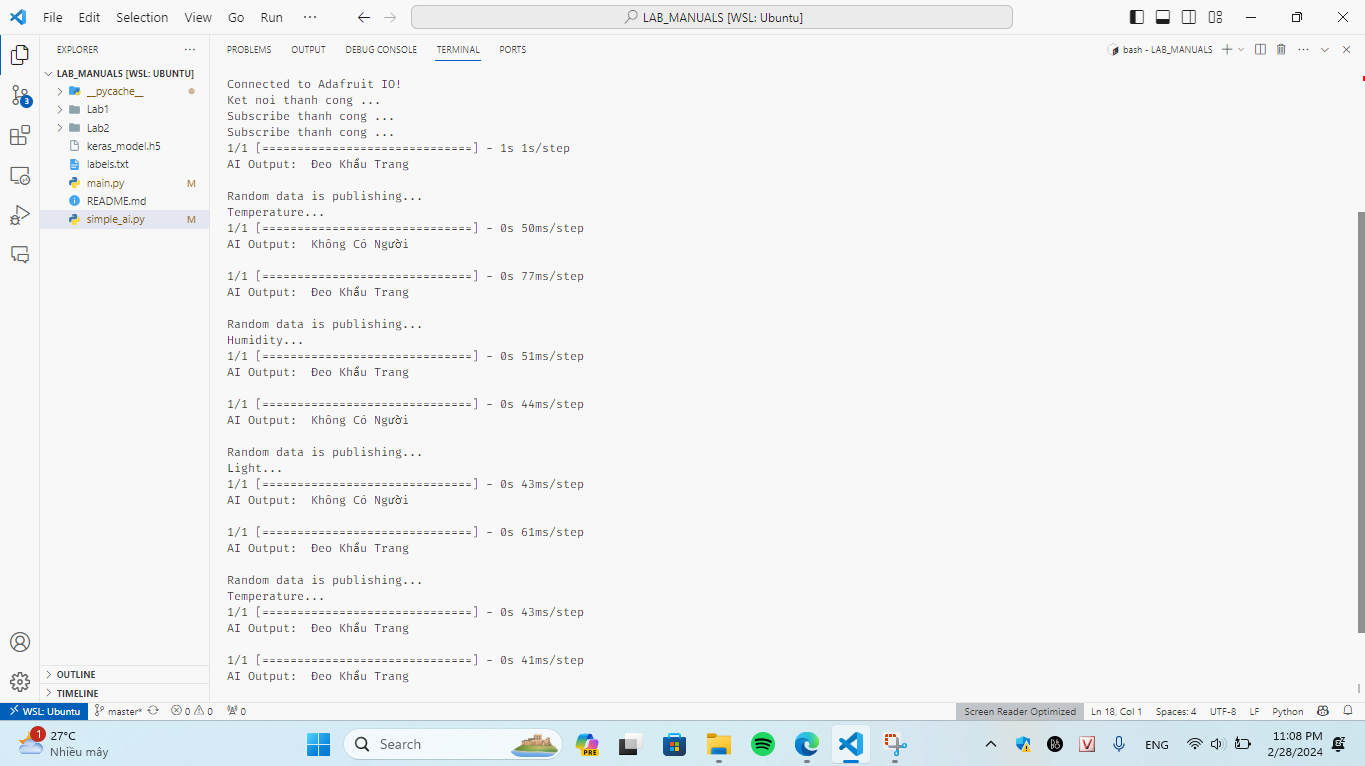 File Edit Selection View Go Run ···
LAB_MANUALS [WSL: Ubuntu]
EXPLORER ···
PROBLEMS OUTPUT DEBUG CONSOLE TERMINAL PORTS
bash - LAB_MANUALS
LAB_MANUALS [WSL: UBUNTU]
__pycache__
Lab1
Lab2
keras_model.h5
labels.txt
main.py M
README.md
simple_ai.py M
3
OUTLINE
TIMELINE
Connected to Adafruit IO!
Ket noi thanh cong ...
Subscribe thanh cong ...
Subscribe thanh cong ...
1/1 [==============================] - 1s 1s/step
AI Output:  Đeo Khẩu Trang
Random data is publishing...
Temperature...
1/1 [==============================] - 0s 50ms/step
AI Output:  Không Có Người
1/1 [==============================] - 0s 77ms/step
AI Output:  Đeo Khẩu Trang
Random data is publishing...
Humidity...
1/1 [==============================] - 0s 51ms/step
AI Output:  Đeo Khẩu Trang
1/1 [==============================] - 0s 44ms/step
AI Output:  Không Có Người
Random data is publishing...
Light...
1/1 [==============================] - 0s 43ms/step
AI Output:  Không Có Người
1/1 [==============================] - 0s 61ms/step
AI Output:  Đeo Khẩu Trang
Random data is publishing...
Temperature...
1/1 [==============================] - 0s 43ms/step
AI Output:  Đeo Khẩu Trang
1/1 [==============================] - 0s 41ms/step
AI Output:  Đeo Khẩu Trang
WSL: Ubuntu master* 0 0 0
Screen Reader Optimized Ln 18, Col 1 Spaces: 4 UTF-8 LF Python
1
27°C
Nhiều mây
Search
PRE
V
ENG
11:08 PM
2/28/2024